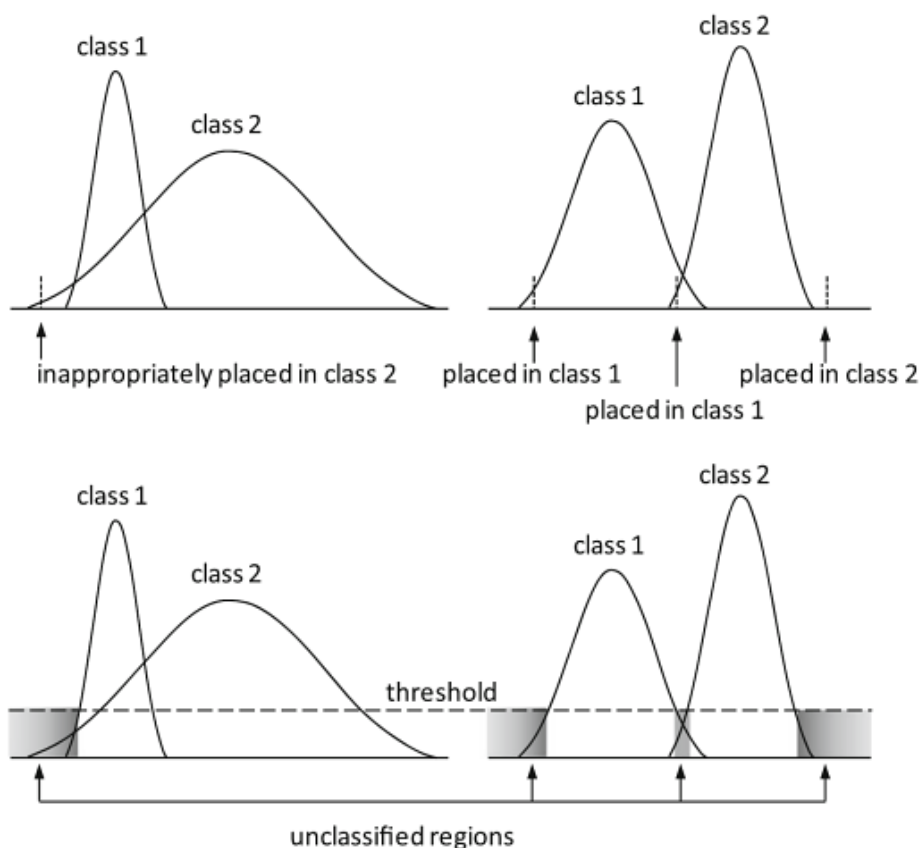 class 1
class 2
class 1
class 2
inappropriately placed in class 2
placed in class 1
placed in class 1
placed in class 2
class 1
class 2
class 1
class 2
threshold
unclassified regions